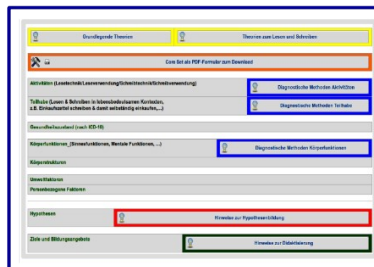 Grundlegende Theorien
Theorien zum Lesen und Schreiben
Core Set als PDF-Formular zum Download
Aktivitäten (Lesetechnik/Leseverwendung/Schreibtechnik/Schreibverwendung)
Diagnostische Methoden Aktivitäten
Teilhabe (Lesen & Schreiben in lebensbedeutsamen Kontexten,
z.B. Einkaufszettel schreiben & damit selbständig einkaufen,...)
Diagnostische Methoden Teilhabe
Gesundheitszustand (nach ICD-10)
Körperfunktionen (Sinnesfunktionen, Mentale Funktionen, ...)
Diagnostische Methoden Körperfunktionen
Körperstrukturen
Umweltfaktoren
Personbezogene Faktoren
Hypothesen
Hinweise zur Hypothesenbildung
Ziele und Bildungsangebote
Hinweise zur Didaktisierung